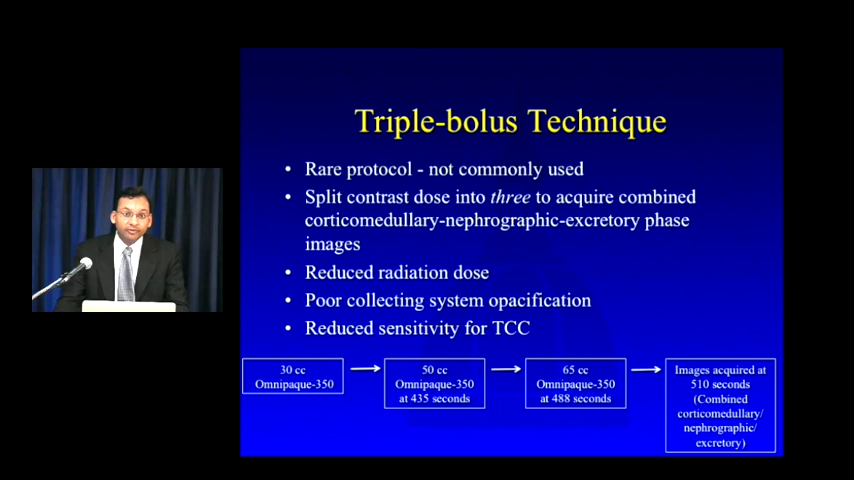 Triple-bolus Technique
• Rare protocol - not commonly used
• Split contrast dose into three to acquire combined
corticomedullary-nephrographic-excretory phase
images
• Reduced radiation dose
• Poor collecting system opacification
• Reduced sensitivity for TCC
30 cc
Omnipaque-350
50 cc
Omnipaque-350
at 435 seconds
65 cc
Omnipaque-350
at 488 seconds
Images acquired at
510 seconds
(Combined
corticomedullary/
nephrographic/
excretory)